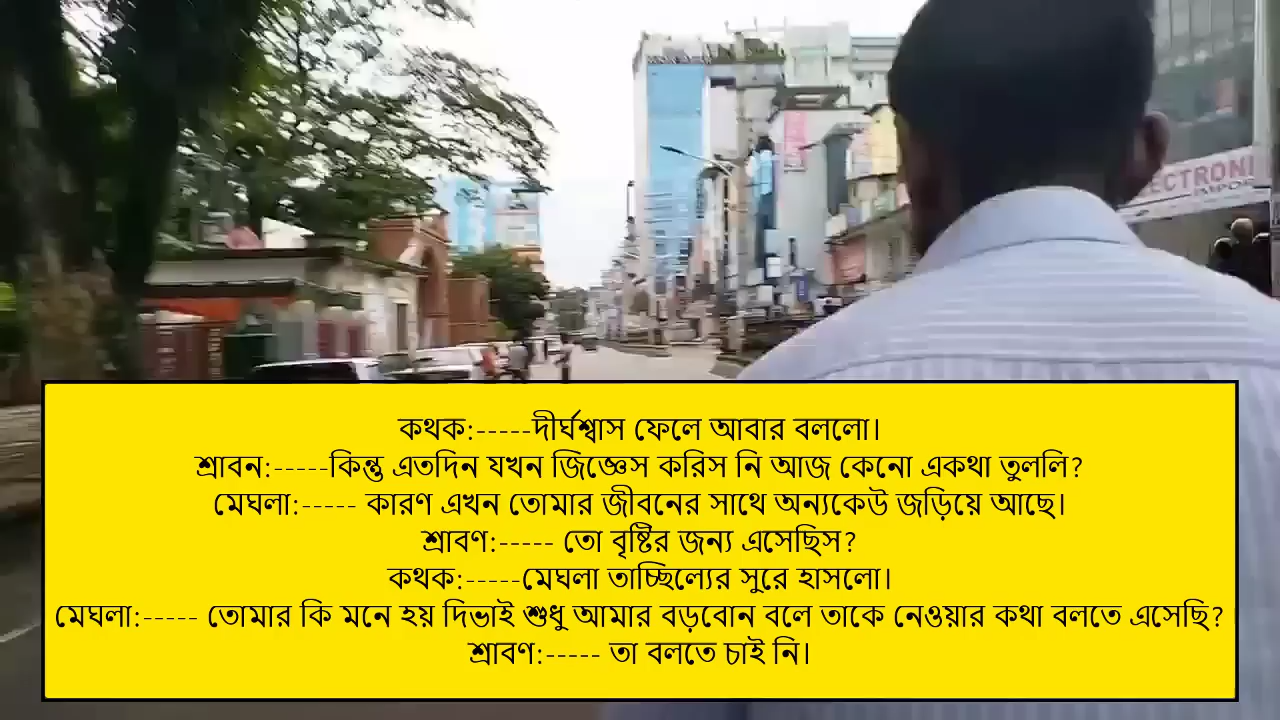 ECTRONI
কথক:-----দীর্ঘশ্বাস ফেলে আবার বললো।
শ্রাবন:-----কিন্তু এতদিন যখন জিজ্ঞেস করিস নি আজ কেনো একথা তুললি?
মেঘলা:----- কারণ এখন তোমার জীবনের সাথে অন্যকেউ জড়িয়ে আছে।
শ্রাবণ:----- তো বৃষ্টির জন্য এসেছিস?
কথক:-----মেঘলা তাচ্ছিল্যের সুরে হাসলো।
মেঘলা:----- তোমার কি মনে হয় দিভাই শুধু আমার বড়বোন বলে তাকে নেওয়ার কথা বলতে এসেছি?
শ্রাবণ:----- তা বলতে চাই নি।